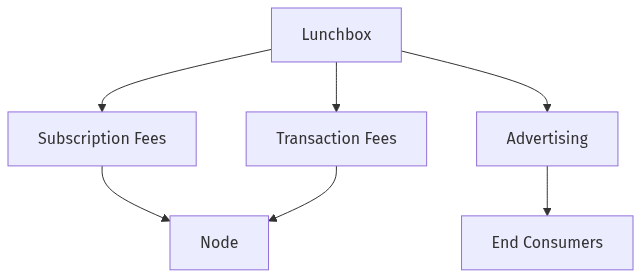 Lunchbox
Subscription Fees
Transaction Fees
Advertising
Node
End Consumers